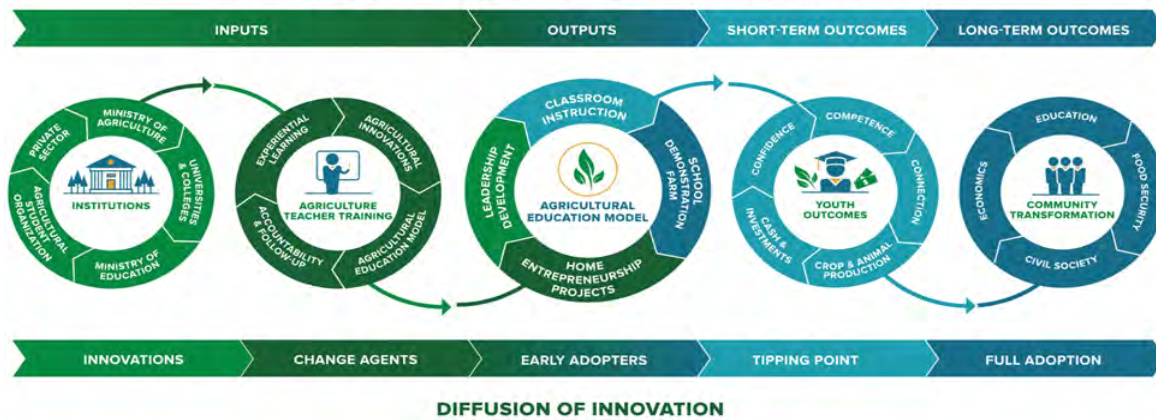 INPUTS
OUTPUTS
SHORT-TERM OUTCOMES
LONG-TERM OUTCOMES
PRIVATE
SECTOR
MINISTRY OF
AGRICULTURE
UNIVERSITIES
& COLLEGES
MINISTRY OF
EDUCATION
AGRICULTURAL
STUDENT
ORGANIZATION
INSTITUTIONS
EXPERIENTIAL
LEARNING
AGRICULTURAL
INNOVATIONS
AGRICULTURAL
EDUCATION MODEL
ACCOUNTABILITY
& FOLLOW-UP
AGRICULTURE
TEACHER TRAINING
CLASSROOM
INSTRUCTION
SCHOOL
DEMONSTRATION
FARM
HOME
ENTREPRENEURSHIP
PROJECTS
LEADERSHIP
DEVELOPMENT
AGRICULTURAL
EDUCATION MODEL
CONFIDENCE
COMPETENCE
CONNECTION
CROP & ANIMAL
PRODUCTION
CASH &
INVESTMENTS
YOUTH
OUTCOMES
EDUCATION
FOOD SECURITY
CIVIL SOCIETY
ECONOMICS
COMMUNITY
TRANSFORMATION
INNOVATIONS
CHANGE AGENTS
EARLY ADOPTERS
TIPPING POINT
FULL ADOPTION
DIFFUSION OF INNOVATION